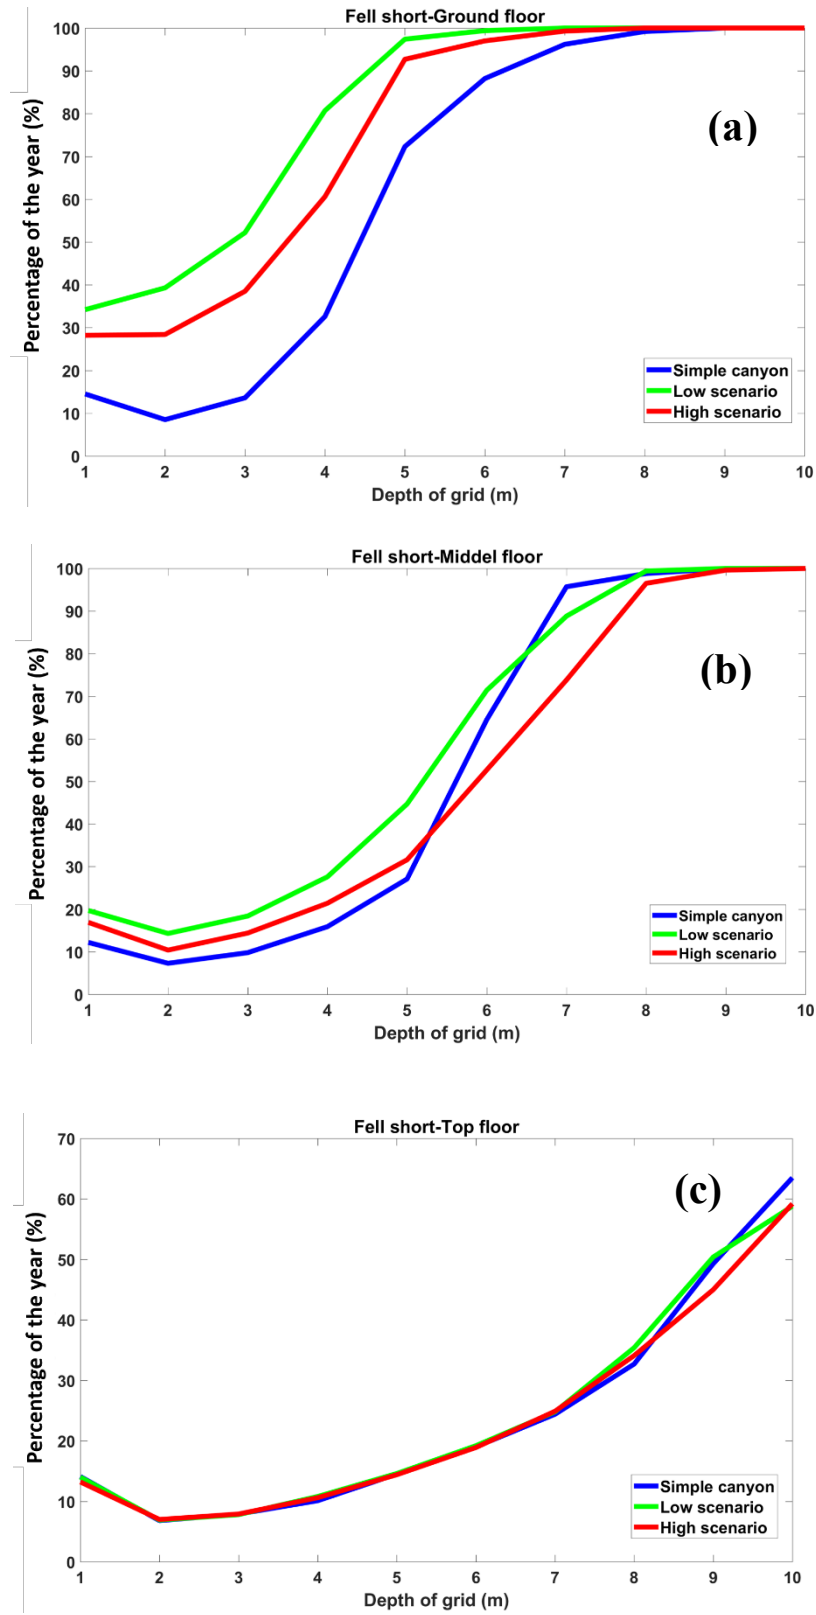 Fell short-Ground floor
100
90
80
70
60
50
40
30
20
10
0
Percentage of the year (%)
(a)
Simple canyon
Low scenario
High scenario
1 2 3 4 5 6 7 8 9 10
Depth of grid (m)
Fell short-Middel floor
100
90
80
70
60
50
40
30
20
10
0
Percentage of the year (%)
(b)
Simple canyon
Low scenario
High scenario
1 2 3 4 5 6 7 8 9 10
Depth of grid (m)
Fell short-Top floor
70
60
50
40
30
20
10
0
Percentage of the year (%)
(c)
Simple canyon
Low scenario
High scenario
1 2 3 4 5 6 7 8 9 10
Depth of grid (m)